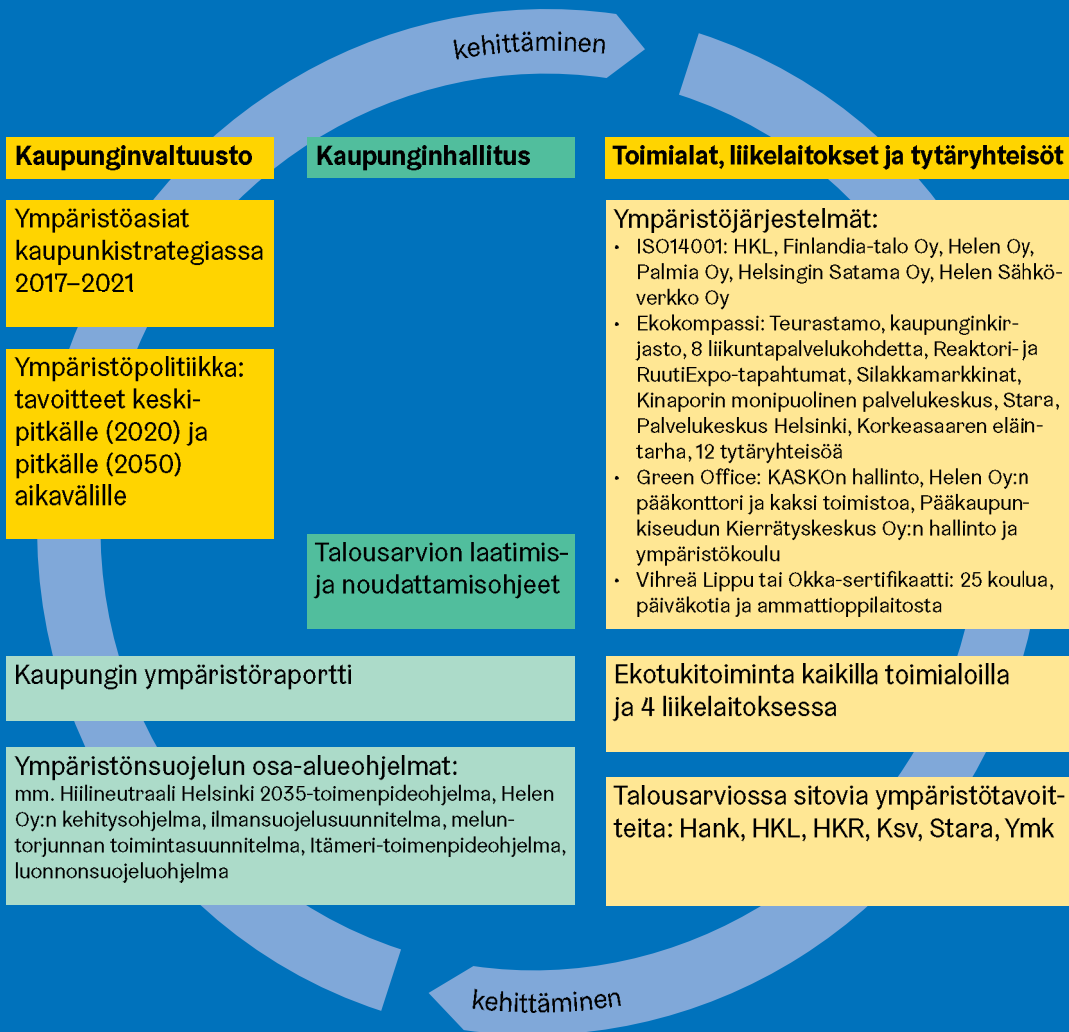 kehittäminen
Kaupunginvaltuusto
Ympäristöasiat
kaupunkistrategiassa
2017–2021
Ympäristöpolitiikka:
tavoitteet keski-
pitkälle (2020) ja
pitkälle (2050)
aikavälille
Kaupunginhallitus
Talousarvion laatimis-
ja noudattamisohjeet
Kaupungin ympäristöraportti
Ympäristönsuojelun osa-alueohjelmat:
mm. Hiilineutraali Helsinki 2035-toimenpideohjelma, Helen
Oy:n kehitysohjelma, ilmansuojelusuunnitelma, melun-
torjunnan toimintasuunnitelma, Itämeri-toimenpideohjelma,
luonnonsuojeluohjelma
Toimialat, liikelaitokset ja tytäryhteisöt
Ympäristöjärjestelmät:
• ISO14001: HKL, Finlandia-talo Oy, Helen Oy,
Palmia Oy, Helsingin Satama Oy, Helen Sähkö-
verkko Oy
• Ekokompassi: Teurastamo, kaupunginkir-
jasto, 8 liikuntapalvelukohdetta, Reaktori- ja
RuutiExpo-tapahtumat, Silakkamarkkinat,
Kinaporin monipuolinen palvelukeskus, Stara,
Palvelukeskus Helsinki, Korkeasaaren eläin-
tarha, 12 tytäryhteisöä
• Green Office: KASKOn hallinto, Helen Oy:n
pääkonttori ja kaksi toimistoa, Pääkaupun-
kiseudun Kierrätyskeskus Oy:n hallinto ja
ympäristökoulu
• Vihreä Lippu tai Okka-sertifikaatti: 25 koulua,
päiväkotia ja ammattioppilaitosta
Ekotukitoiminta kaikilla toimialoilla
ja 4 liikelaitoksessa
Talousarviossa sitovia ympäristötavoit-
teita: Hank, HKL, HKR, Ksv, Stara, Ymk
kehittäminen